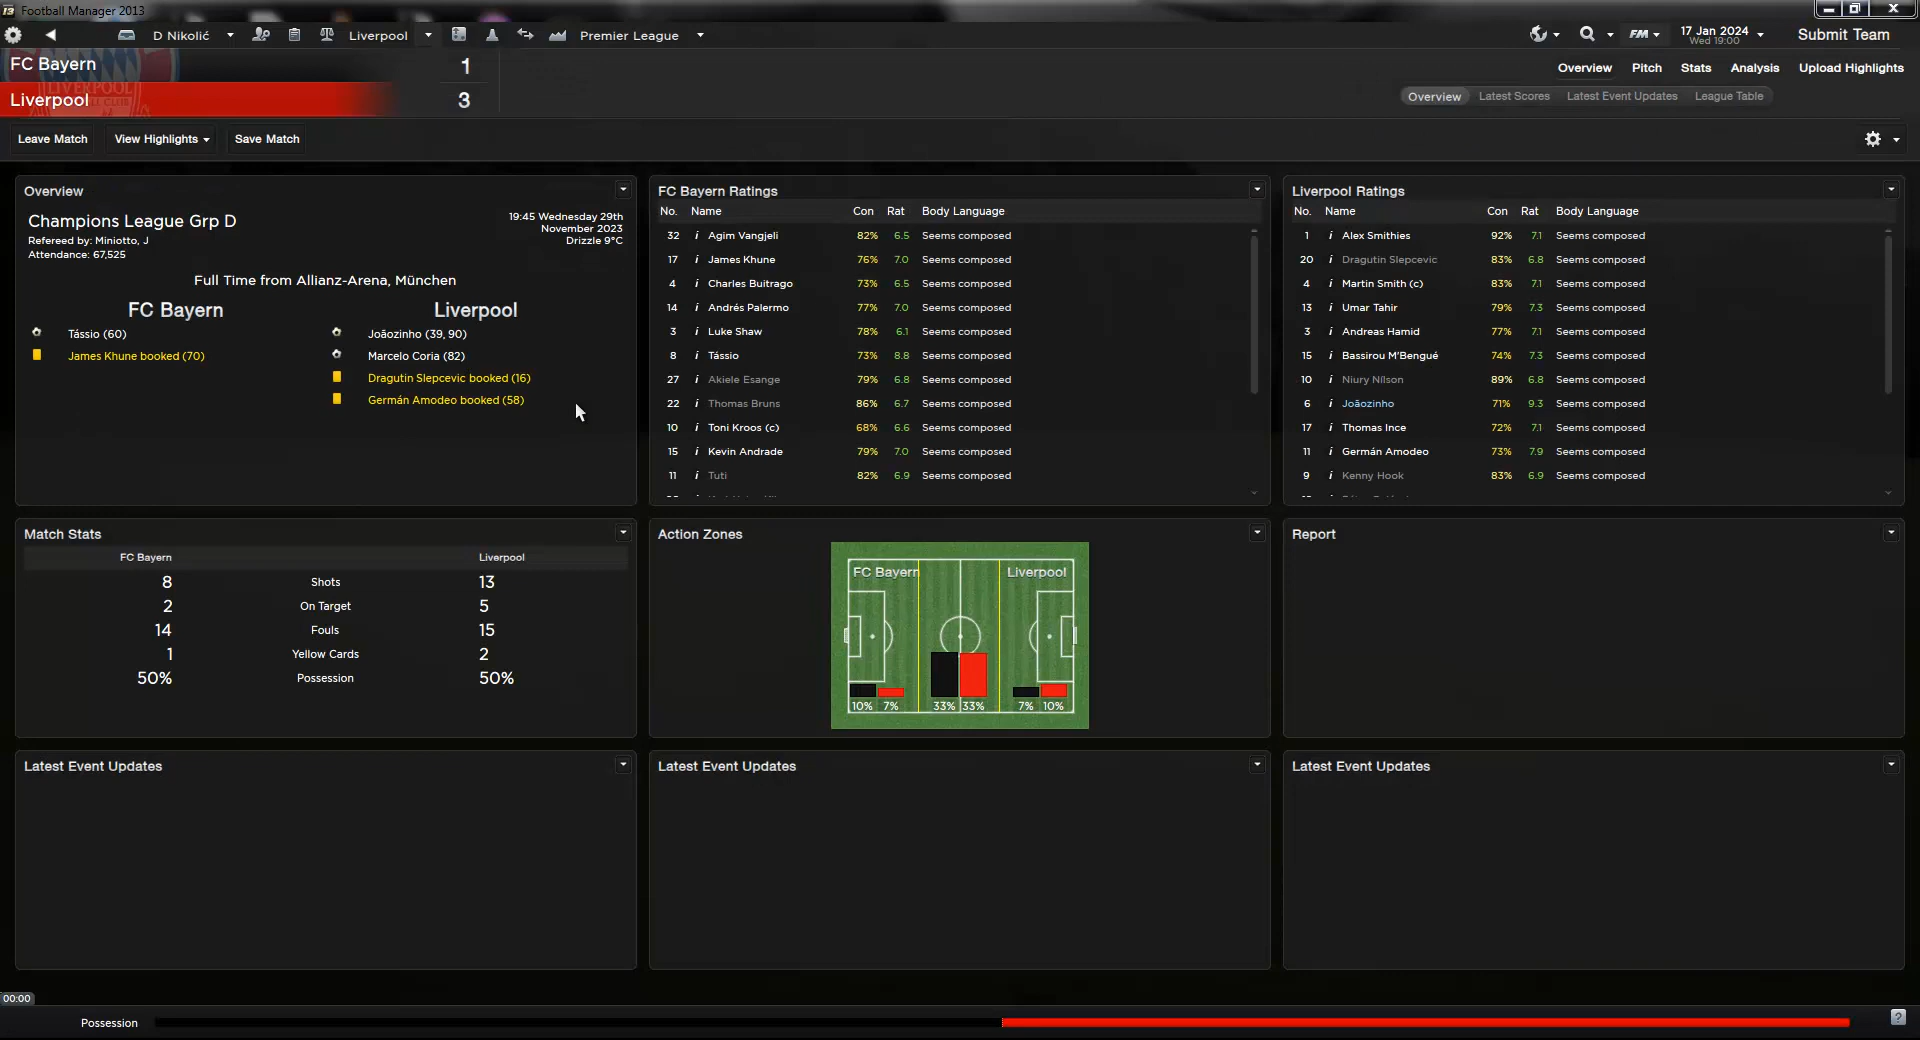 Football Manager 2013
D Nikolić
Liverpool
Premier League
FM
17 Jan 2024
Wed 19:00
Submit Team
FC Bayern 1
Liverpool 3
Overview Pitch Stats Analysis Upload Highlights
Overview Latest Scores Latest Event Updates League Table
Leave Match View Highlights Save Match
Overview
Champions League Grp D
Refereed by: Miniotto, J
Attendance: 67,525
19:45 Wednesday 29th
November 2023
Drizzle 9°C
Full Time from Allianz-Arena, München
FC Bayern Liverpool
Tássio (60) Joãozinho (39, 90)
James Khune booked (70) Marcelo Coria (82)
Dragutin Slepcevic booked (16)
Germán Amodeo booked (58)
FC Bayern Ratings
No. Name Con Rat Body Language
32 i Agim Vangjeli 82% 6.5 Seems composed
17 i James Khune 76% 7.0 Seems composed
4 i Charles Buitrago 73% 6.5 Seems composed
14 i Andrés Palermo 77% 7.0 Seems composed
3 i Luke Shaw 78% 6.1 Seems composed
8 i Tássio 73% 8.8 Seems composed
27 i Akiele Esange 79% 6.8 Seems composed
22 i Thomas Bruns 86% 6.7 Seems composed
10 i Toni Kroos (c) 68% 6.6 Seems composed
15 i Kevin Andrade 79% 7.0 Seems composed
11 i Tuti 82% 6.9 Seems composed
Liverpool Ratings
No. Name Con Rat Body Language
1 i Alex Smithies 92% 7.1 Seems composed
20 i Dragutin Slepcevic 83% 6.8 Seems composed
4 i Martin Smith (c) 83% 7.1 Seems composed
13 i Umar Tahir 79% 7.3 Seems composed
3 i Andreas Hamid 77% 7.1 Seems composed
15 i Bassirou M'Bengué 74% 7.3 Seems composed
10 i Niury Nílson 89% 6.8 Seems composed
6 i Joãozinho 71% 9.3 Seems composed
17 i Thomas Ince 72% 7.1 Seems composed
11 i Germán Amodeo 73% 7.9 Seems composed
9 i Kenny Hook 83% 6.9 Seems composed
Match Stats
FC Bayern Liverpool
8 Shots 13
2 On Target 5
14 Fouls 15
1 Yellow Cards 2
50% Possession 50%
Action Zones
FC Bayern Liverpool
10% 7% 33% 33% 7% 10%
Report
Latest Event Updates
Latest Event Updates
Latest Event Updates
00:00
Possession
?